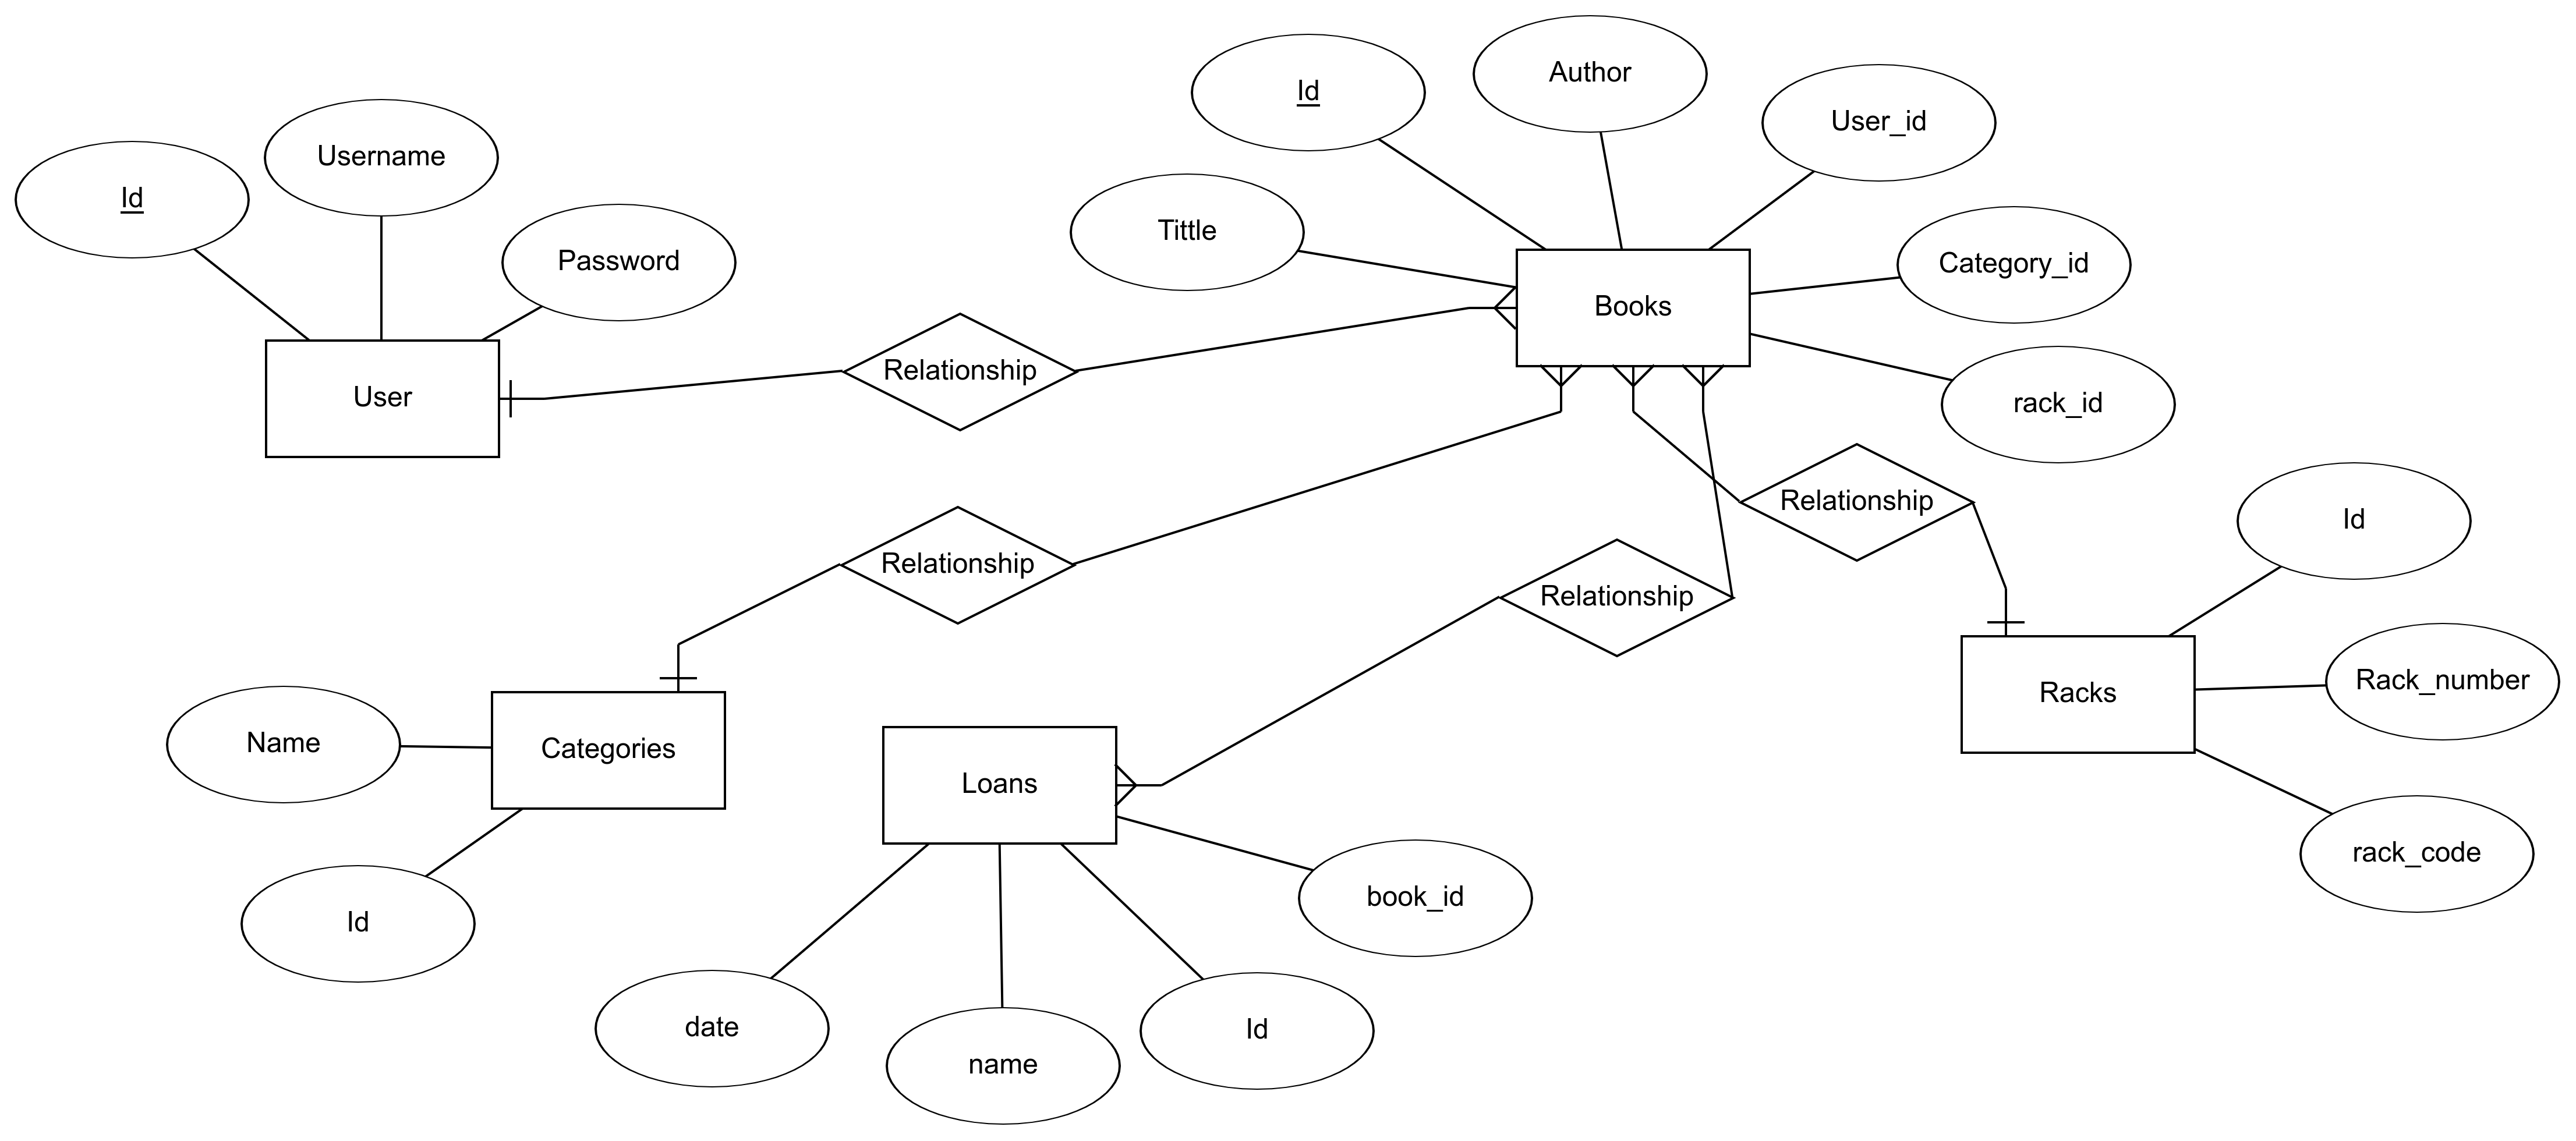 Author
Id
User_id
Username
Id
Tittle
Password
Category_id
Books
Relationship
User
rack_id
Relationship
Id
Relationship
Relationship
Rack_number
Racks
Name
Categories
Loans
rack_code
book_id
Id
date
Id
name